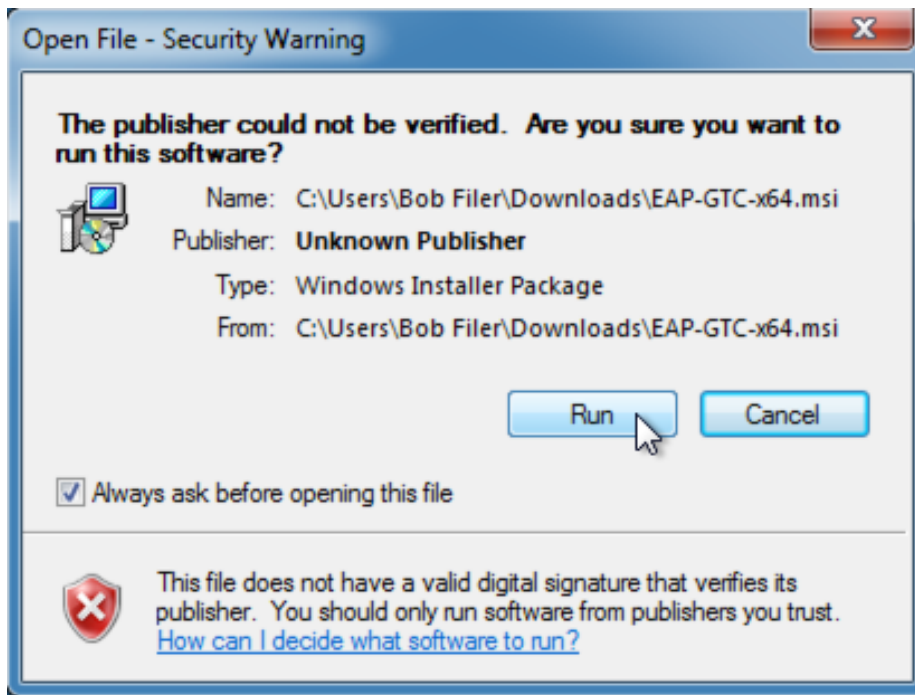 Open File - Security Warning
The publisher could not be verified. Are you sure you want to
run this software?
Name: C:\Users\Bob Filer\Downloads\EAP-GTC-x64.msi
Publisher: Unknown Publisher
Type: Windows Installer Package
From: C:\Users\Bob Filer\Downloads\EAP-GTC-x64.msi
Run Cancel
Always ask before opening this file
This file does not have a valid digital signature that verifies its
publisher. You should only run software from publishers you trust.
How can I decide what software to run?